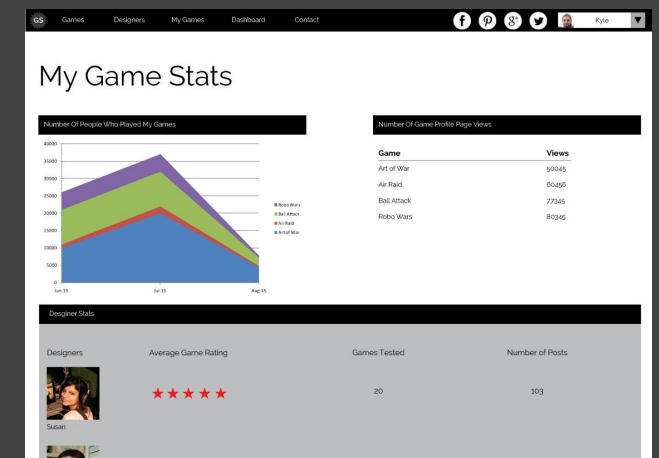 GS Games Designers My Games Dashboard Contact f g+ Kyle
My Game Stats
Number Of People Who Played My Games
40000
35000
30000
25000
20000
15000
10000
5000
0
Jun-15 Jul-15 Aug-15
Robo Wars
Ball Attack
Air Raid
Art of War
Number Of Game Profile Page Views
Game Views
Art of War 50045
Air Raid 60456
Ball Attack 77345
Robo Wars 80345
Desginer Stats
Designers Average Game Rating Games Tested Number of Posts
20 103
Susan